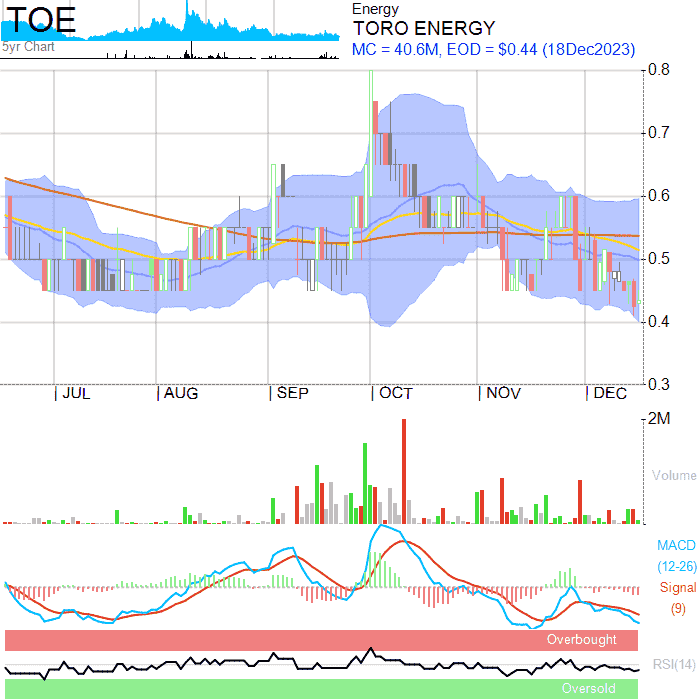 TOE
5yr Chart
Energy
TORO ENERGY
MC = 40.6M, EOD = $0.44 (18Dec2023)
0.8
0.7
0.6
0.5
0.4
0.3
JUL AUG SEP OCT NOV DEC
2M
Volume
MACD
(12-26)
Signal
(9)
Overbought
RSI(14)
Oversold